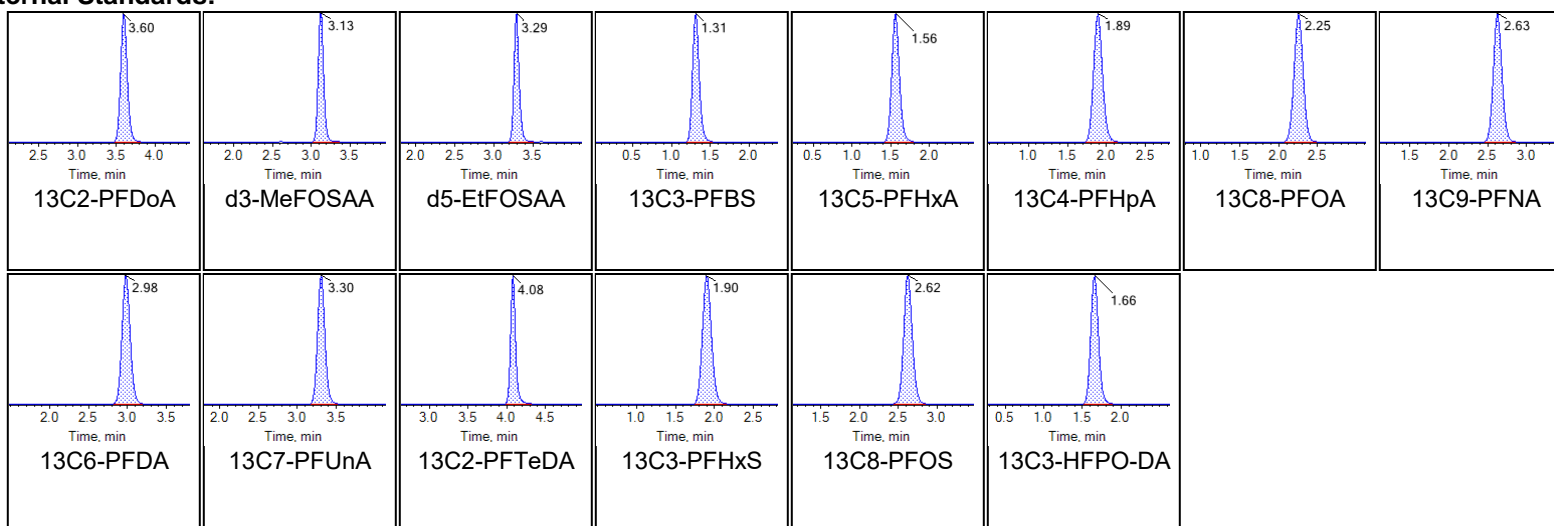 ternal Standards:
3.60 3.13 3.29 1.31 1.56 1.89 2.25 2.63
2.5 3.0 3.5 4.0 2.0 2.5 3.0 3.5 2.0 2.5 3.0 3.5 0.5 1.0 1.5 2.0 0.5 1.0 1.5 2.0 1.0 1.5 2.0 2.5 1.0 1.5 2.0 2.5 1.5 2.0 2.5 3.0
Time, min Time, min Time, min Time, min Time, min Time, min Time, min Time, min
13C2-PFDoA d3-MeFOSAA d5-EtFOSAA 13C3-PFBS 13C5-PFHxA 13C4-PFHpA 13C8-PFOA 13C9-PFNA
2.98 3.30 4.08 1.90 2.62 1.66
2.0 2.5 3.0 3.5 2.0 2.5 3.0 3.5 3.0 3.5 4.0 4.5 1.0 1.5 2.0 2.5 1.5 2.0 2.5 3.0 0.5 1.0 1.5 2.0
Time, min Time, min Time, min Time, min Time, min Time, min
13C6-PFDA 13C7-PFUnA 13C2-PFTeDA 13C3-PFHxS 13C8-PFOS 13C3-HFPO-DA